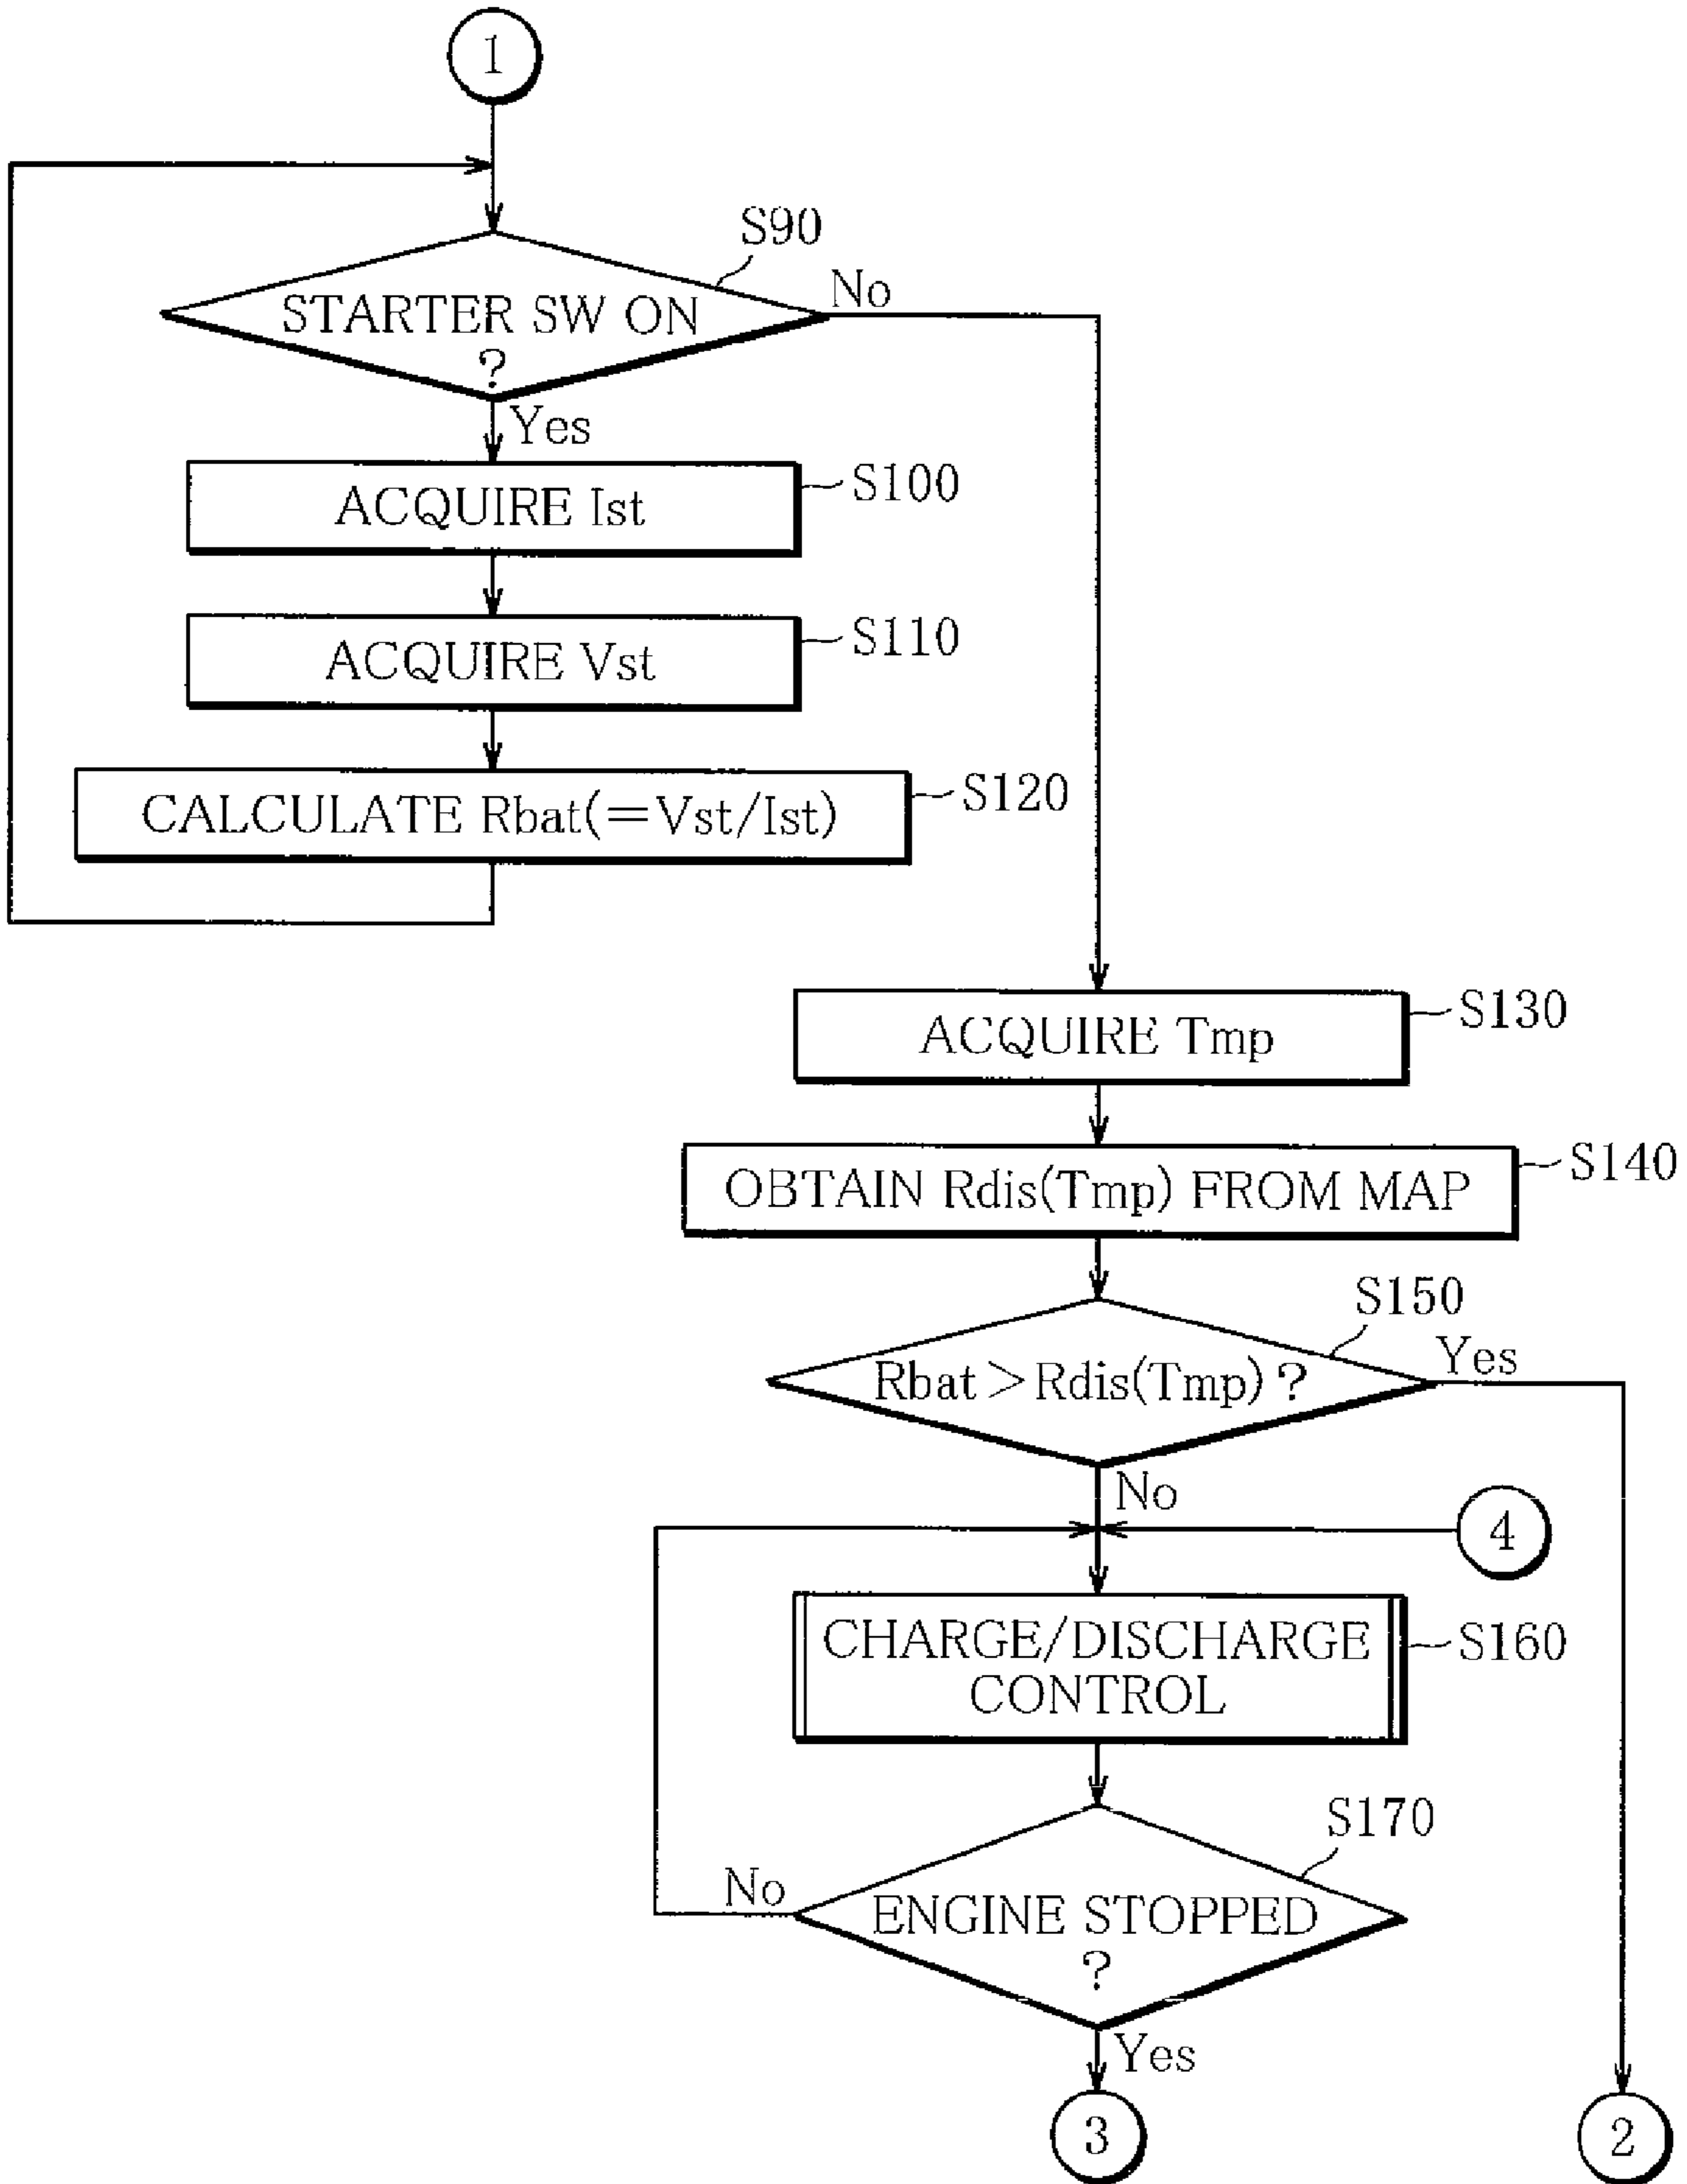 1
S90
STARTER SW ON
?
No
Yes
ACQUIRE Ist
S100
ACQUIRE Vst
S110
CALCULATE Rbat(=Vst/Ist)
S120
ACQUIRE Tmp
S130
OBTAIN Rdis(Tmp) FROM MAP
S140
S150
Rbat>Rdis(Tmp)?
Yes
No
4
CHARGE/DISCHARGE
CONTROL
S160
S170
No
ENGINE STOPPED
?
Yes
3
2